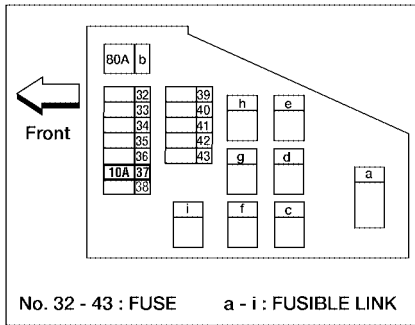 80A b
32 39
33 40
34 41
35 42
36 43
10A 37
38
h e
g d
a
i f c
Front
No. 32 - 43 : FUSE a - i : FUSIBLE LINK